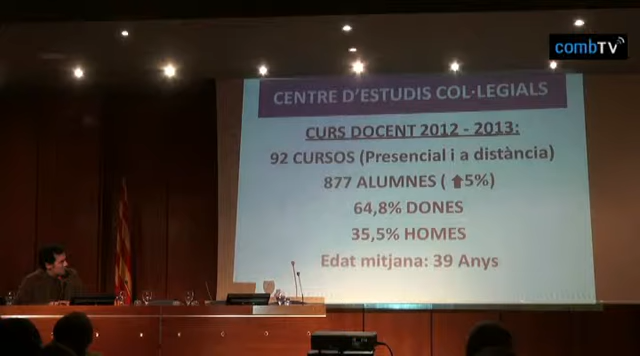 combTV
CENTRE D'ESTUDIS COL·LEGIALS
CURS DOCENT 2012 - 2013:
92 CURSOS (Presencial i a distància)
877 ALUMNES ( ⬆5%)
64,8% DONES
35,5% HOMES
Edat mitjana: 39 Anys